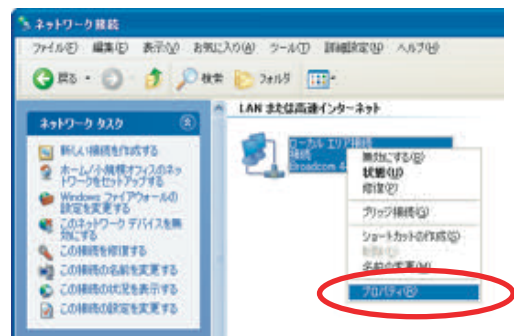 ネットワーク接続
ファイル(F) 編集(E) 表示(V) お気に入り(A) ツール(T) 詳細設定(N) ヘルプ(H)
戻る 検索 フォルダ
ネットワーク タスク
新しい接続を作成する
ホーム/小規模オフィスのネッ
トワークをセットアップする
Windows ファイアウォールの
設定を変更する
このネットワーク デバイスを無
効にする
この接続を修復する
この接続の名前を変更する
この接続の状況を表示する
この接続の設定を変更する
LAN または高速インターネット
ローカル エリア接続
接続
Broadcom 4
無効にする(B)
状態(U)
修復(P)
ブリッジ接続(G)
ショートカットの作成(S)
削除(D)
名前の変更(M)
プロパティ(R)